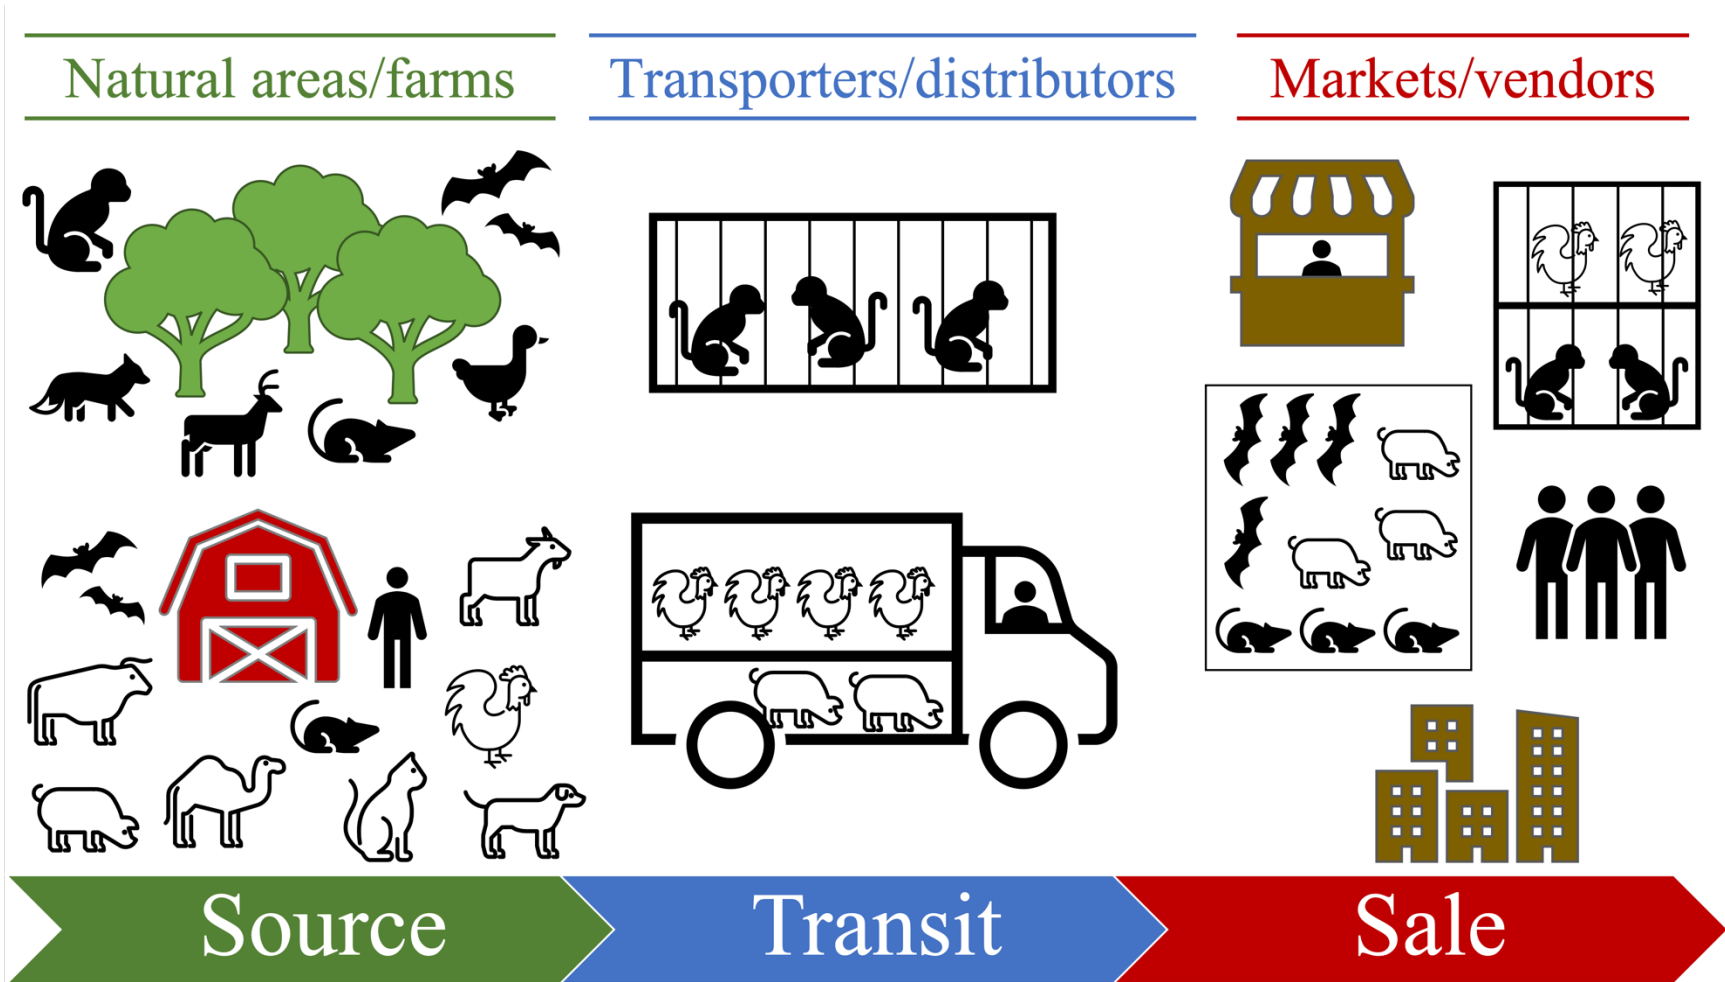 Natural areas/farms
Transporters/distributors
Markets/vendors
Source
Transit
Sale